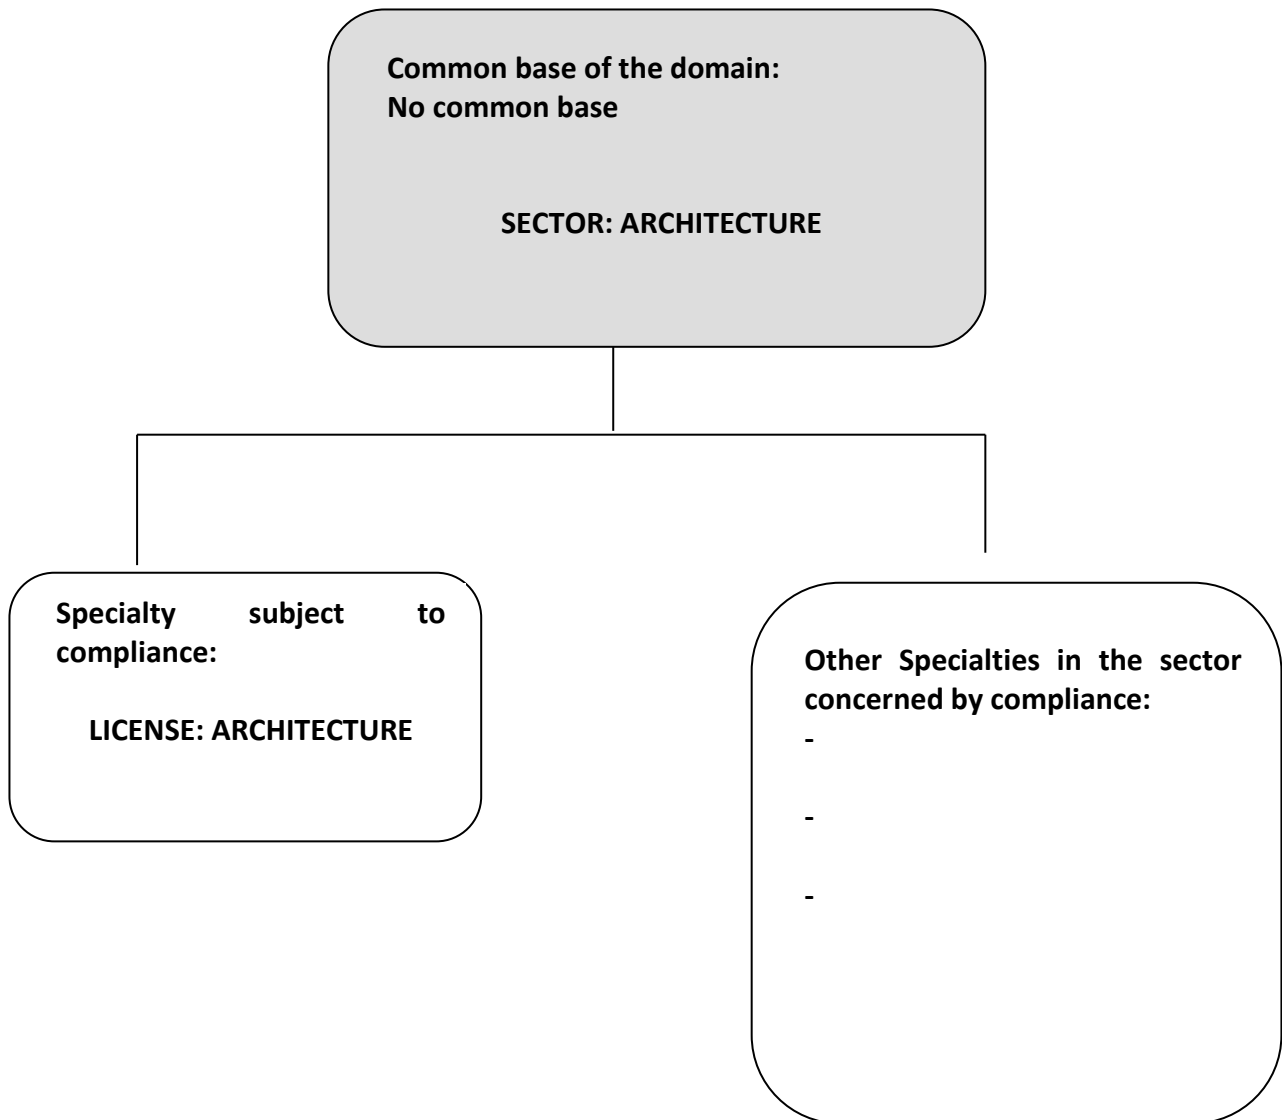 Common base of the domain:
No common base
SECTOR: ARCHITECTURE
Specialty subject to
compliance:
LICENSE: ARCHITECTURE
Other Specialties in the sector
concerned by compliance:
-
-
-